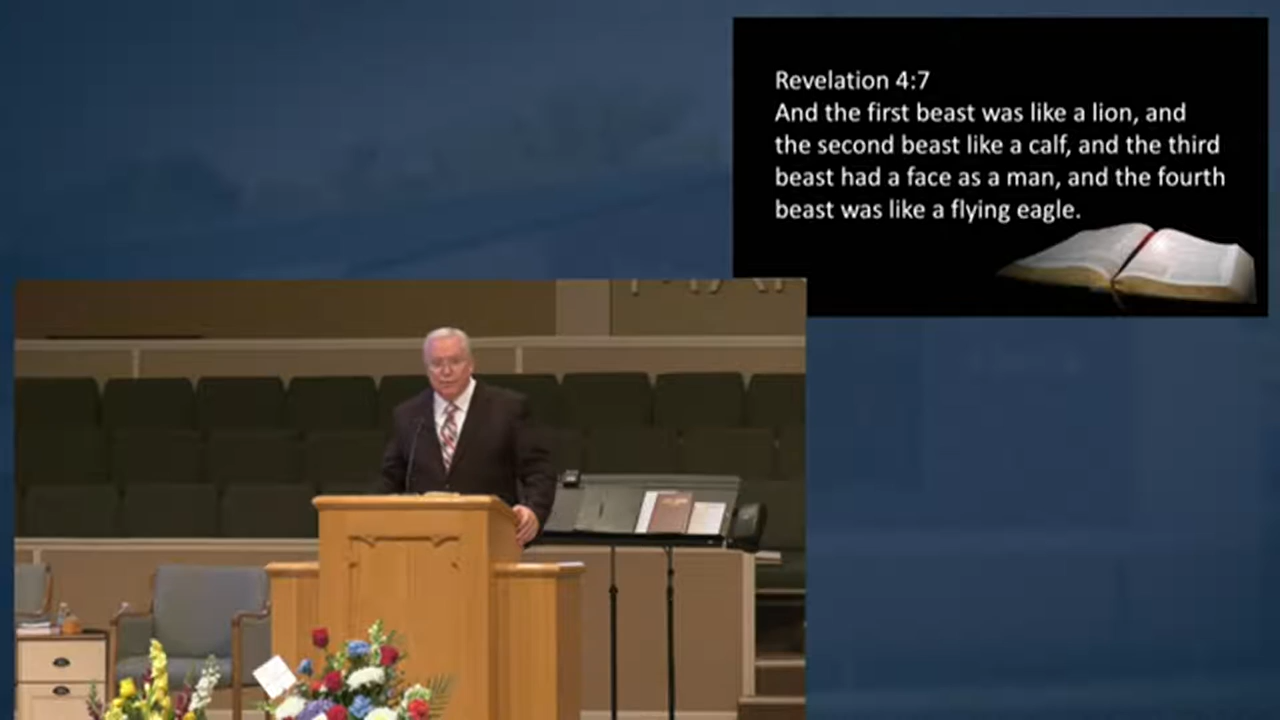 Revelation 4:7
And the first beast was like a lion, and
the second beast like a calf, and the third
beast had a face as a man, and the fourth
beast was like a flying eagle.